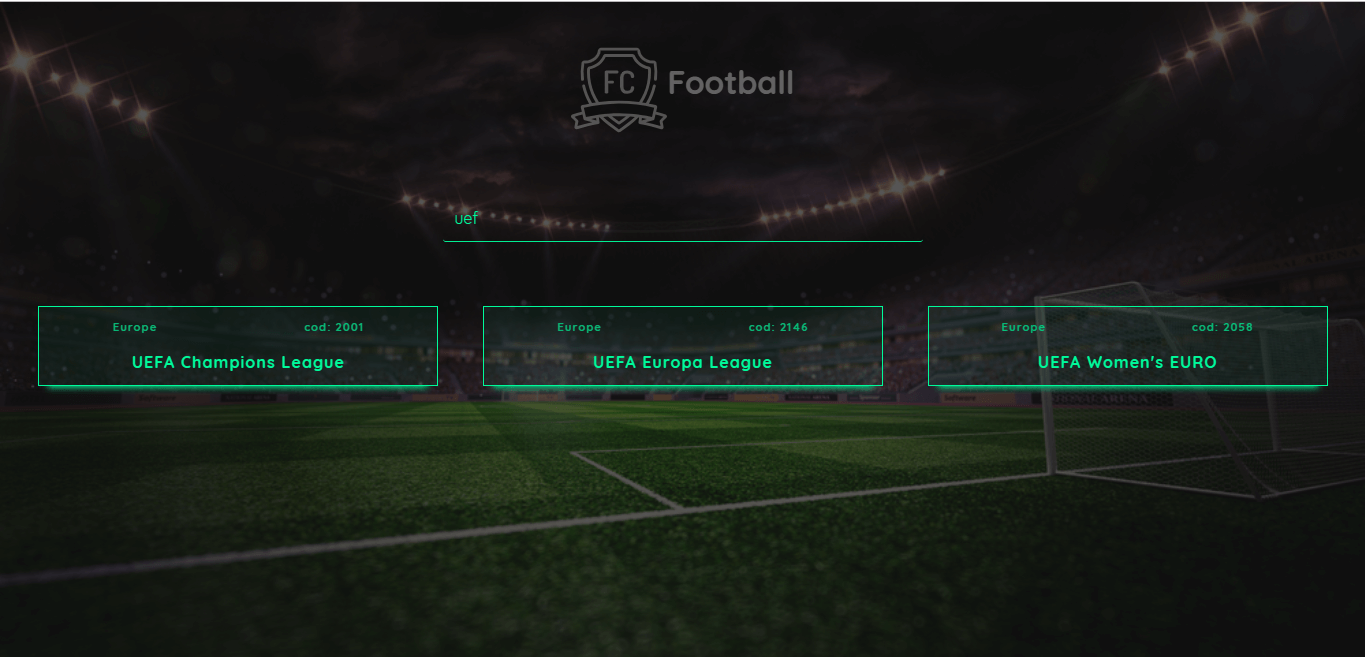 FC Football
uef
Europe cod: 2001
UEFA Champions League
Europe cod: 2146
UEFA Europa League
Europe cod: 2058
UEFA Women's EURO